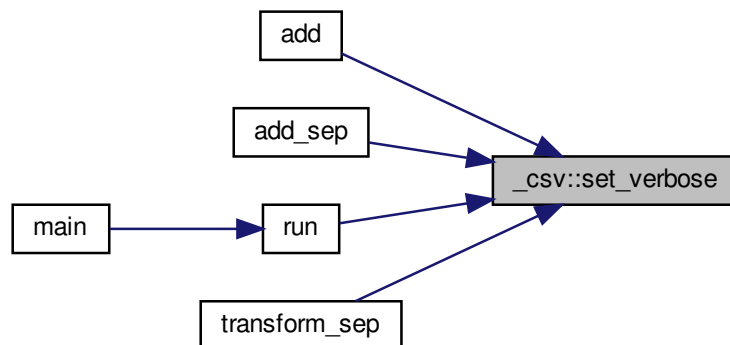 add
add_sep
_csv::set_verbose
main
run
transform_sep